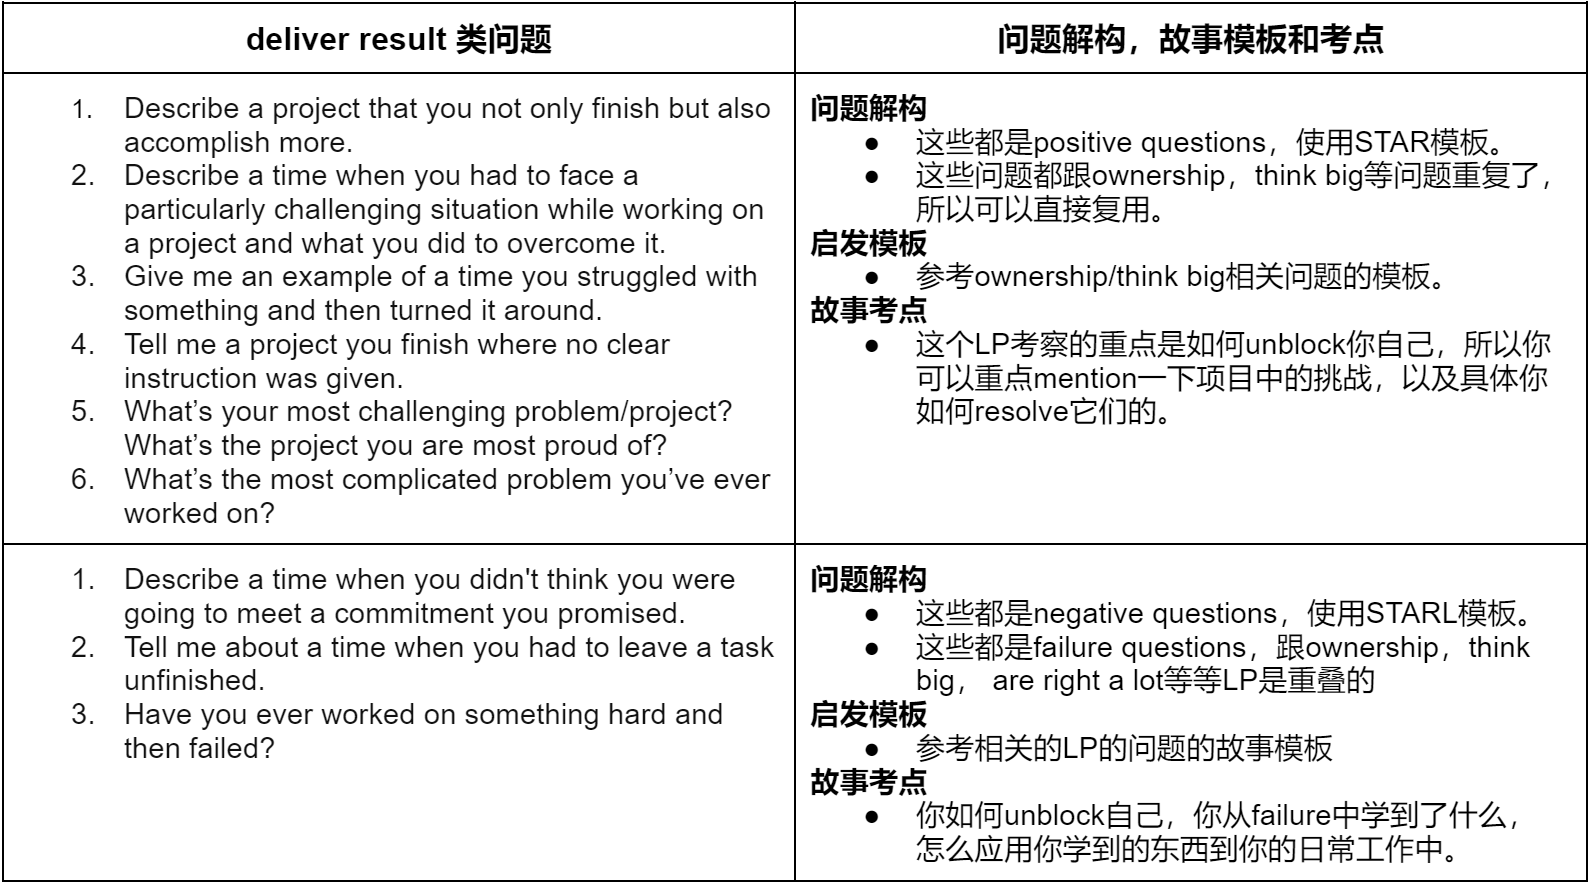 deliver result 类问题
问题解构，故事模板和考点
1. Describe a project that you not only finish but also
accomplish more.
2. Describe a time when you had to face a
particularly challenging situation while working on
a project and what you did to overcome it.
3. Give me an example of a time you struggled with
something and then turned it around.
4. Tell me a project you finish where no clear
instruction was given.
5. What’s your most challenging problem/project?
What’s the project you are most proud of?
6. What’s the most complicated problem you’ve ever
worked on?
问题解构
● 这些都是positive questions，使用STAR模板。
● 这些问题都跟ownership，think big等问题重复了，
所以可以直接复用。
启发模板
● 参考ownership/think big相关问题的模板。
故事考点
● 这个LP考察的重点是如何unblock你自己，所以你
可以重点mention一下项目中的挑战，以及具体你
如何resolve它们的。
1. Describe a time when you didn't think you were
going to meet a commitment you promised.
2. Tell me about a time when you had to leave a task
unfinished.
3. Have you ever worked on something hard and
then failed?
问题解构
● 这些都是negative questions，使用STARL模板。
● 这些都是failure questions，跟ownership，think
big， are right a lot等等LP是重叠的
启发模板
● 参考相关的LP的问题的故事模板
故事考点
● 你如何unblock自己，你从failure中学到了什么，
怎么应用你学到的东西到你的日常工作中。